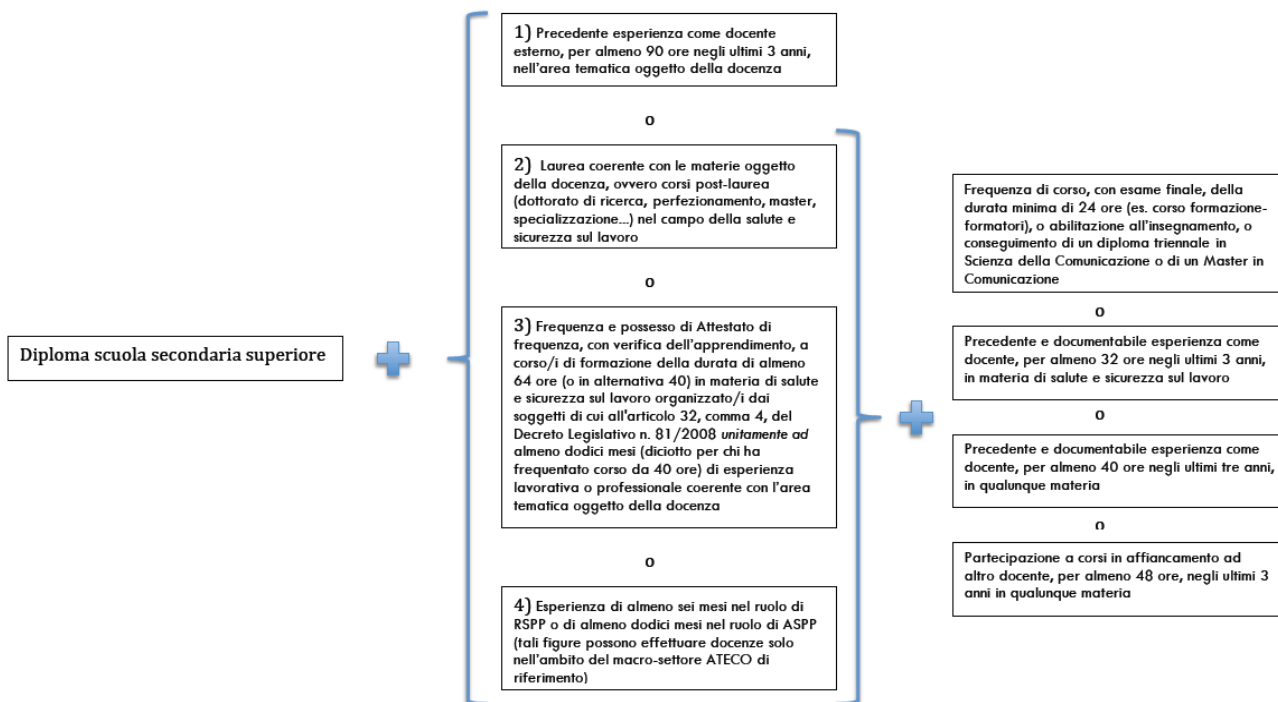 Diploma scuola secondaria superiore
1) Precedente esperienza come docente
esterno, per almeno 90 ore negli ultimi 3 anni,
nell'area tematica oggetto della docenza
o
2) Laurea coerente con le materie oggetto
della docenza, ovvero corsi post-laurea
(dottorato di ricerca, perfezionamento, master,
specializzazione...) nel campo della salute e
sicurezza sul lavoro
o
3) Frequenza e possesso di Attestato di
frequenza, con verifica dell'apprendimento, a
corso/i di formazione della durata di almeno
64 ore (o in alternativa 40) in materia di salute
e sicurezza sul lavoro organizzato/i dai
soggetti di cui all'articolo 32, comma 4, del
Decreto Legislativo n. 81/2008 unitamente ad
almeno dodici mesi (diciotto per chi ha
frequentato corso da 40 ore) di esperienza
lavorativa o professionale coerente con l'area
tematica oggetto della docenza
o
4) Esperienza di almeno sei mesi nel ruolo di
RSPP o di almeno dodici mesi nel ruolo di ASPP
(tali figure possono effettuare docenze solo
nell'ambito del macro-settore ATECO di
riferimento)
Frequenza di corso, con esame finale, della
durata minima di 24 ore (es. corso formazione-
formatori), o abilitazione all'insegnamento, o
conseguimento di un diploma triennale in
Scienza della Comunicazione o di un Master in
Comunicazione
o
Precedente e documentabile esperienza come
docente, per almeno 32 ore negli ultimi 3 anni,
in materia di salute e sicurezza sul lavoro
o
Precedente e documentabile esperienza come
docente, per almeno 40 ore negli ultimi tre anni,
in qualunque materia
o
Partecipazione a corsi in affiancamento ad
altro docente, per almeno 48 ore, negli ultimi 3
anni in qualunque materia